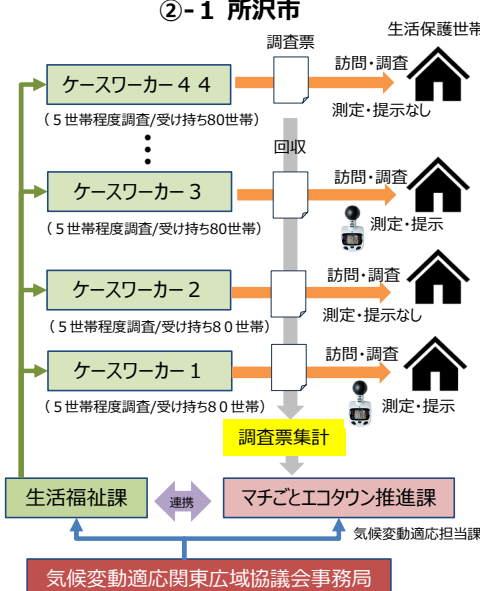 ②-１ 所沢市
生活保護世帯
調査票
訪問・調査
ケースワーカー４４
測定・提示なし
(５世帯程度調査/受け持ち80世帯)
回収
訪問・調査
ケースワーカー３
測定・提示
(５世帯程度調査/受け持ち80世帯)
訪問・調査
ケースワーカー２
測定・提示なし
(５世帯程度調査/受け持ち８０世帯)
訪問・調査
ケースワーカー１
測定・提示
(５世帯程度調査/受け持ち８０世帯)
調査票集計
生活福祉課
連携
マチごとエコタウン推進課
気候変動適応担当課
気候変動適応関東広域協議会事務局